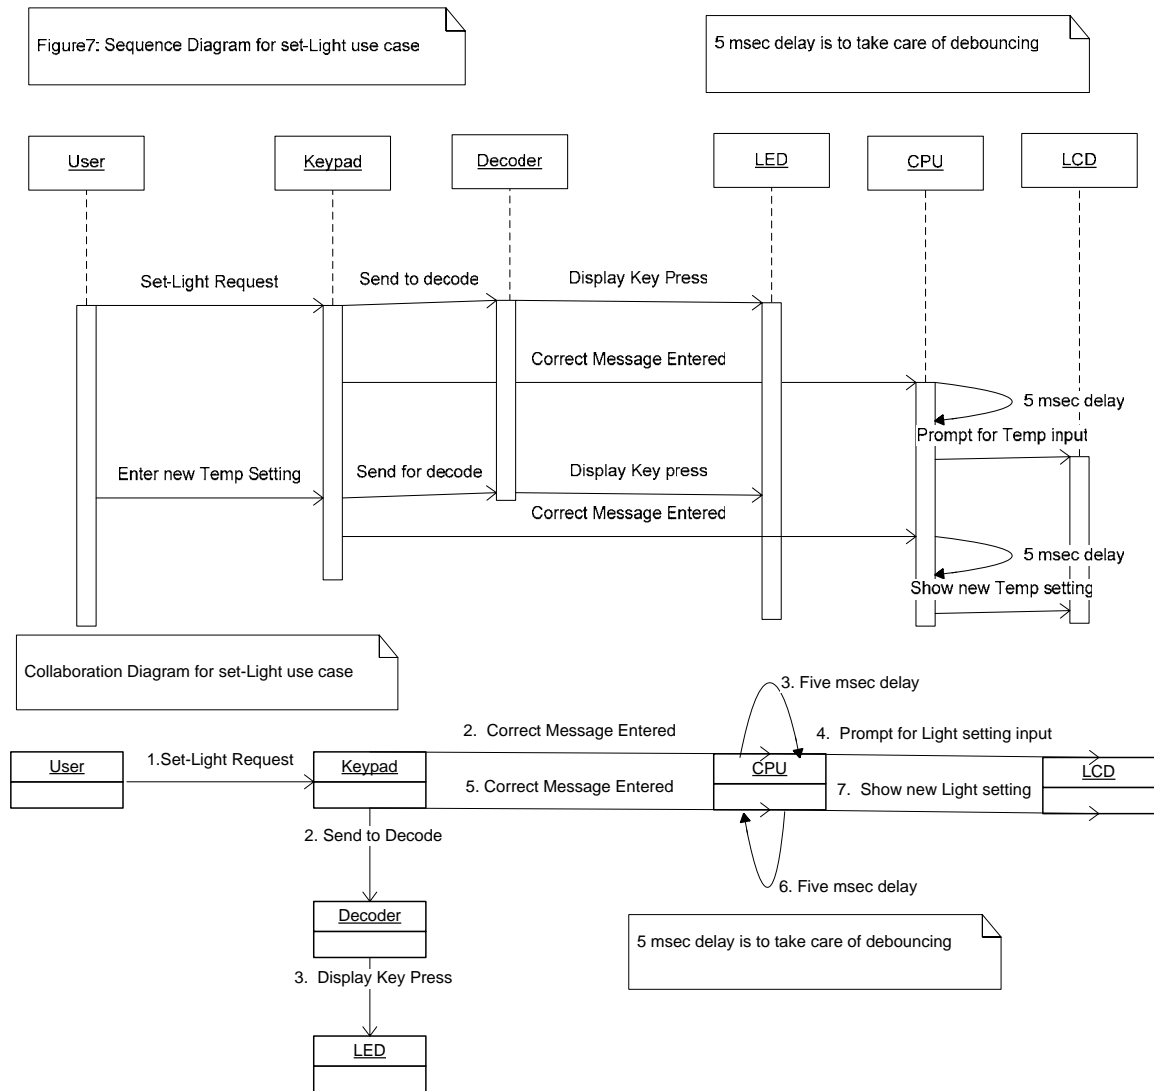 Figure7: Sequence Diagram for set-Light use case
5 msec delay is to take care of debouncing
User
Keypad
Decoder
LED
CPU
LCD
Set-Light Request
Send to decode
Display Key Press
Correct Message Entered
5 msec delay
Prompt for Temp input
Enter new Temp Setting
Send for decode
Display Key press
Correct Message Entered
5 msec delay
Show new Temp setting
Collaboration Diagram for set-Light use case
3. Five msec delay
2. Correct Message Entered
4. Prompt for Light setting input
User
1.Set-Light Request
Keypad
CPU
LCD
5. Correct Message Entered
7. Show new Light setting
2. Send to Decode
6. Five msec delay
Decoder
5 msec delay is to take care of debouncing
3. Display Key Press
LED